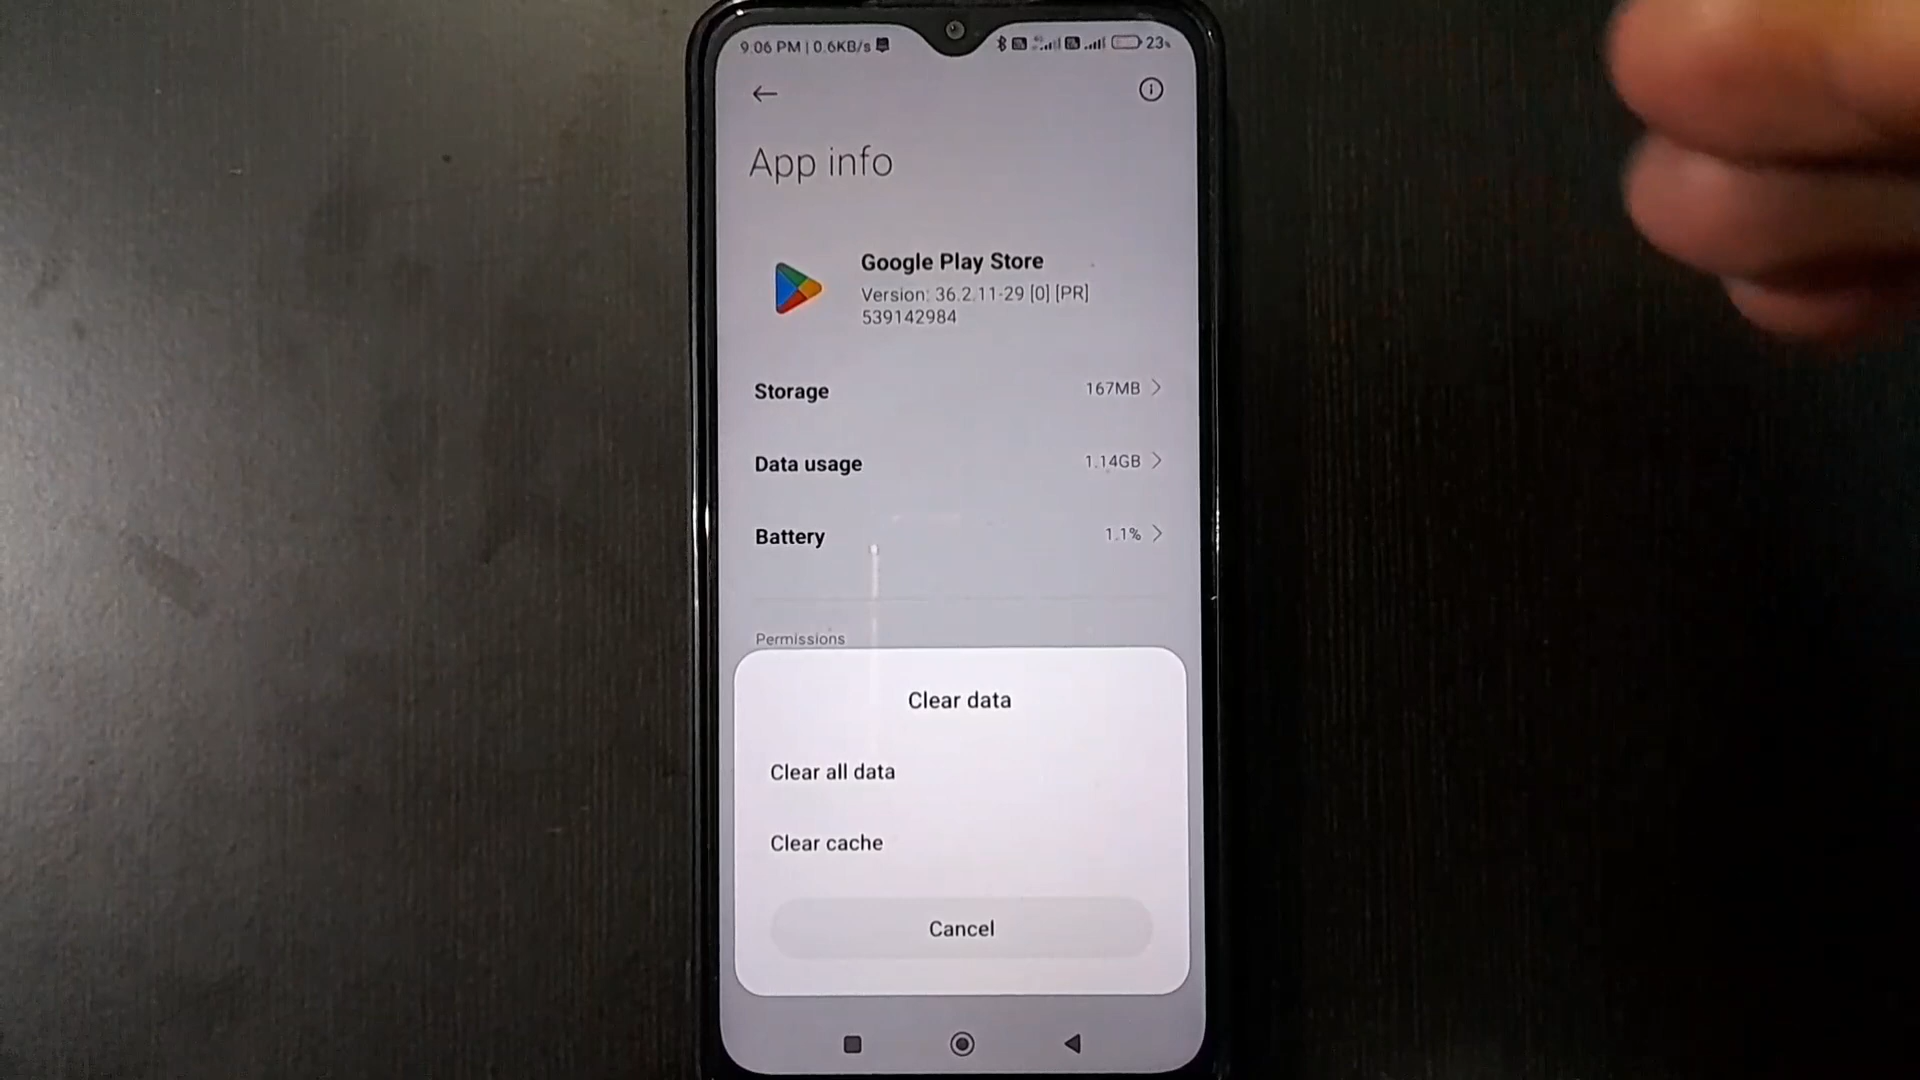 9:06 PM | 0.6KB/s
23%
App info
Google Play Store
Version: 36.2.11-29 [0] [PR]
539142984
Storage 167MB
Data usage 1.14GB
Battery 1.1%
Permissions
Clear data
Clear all data
Clear cache
Cancel